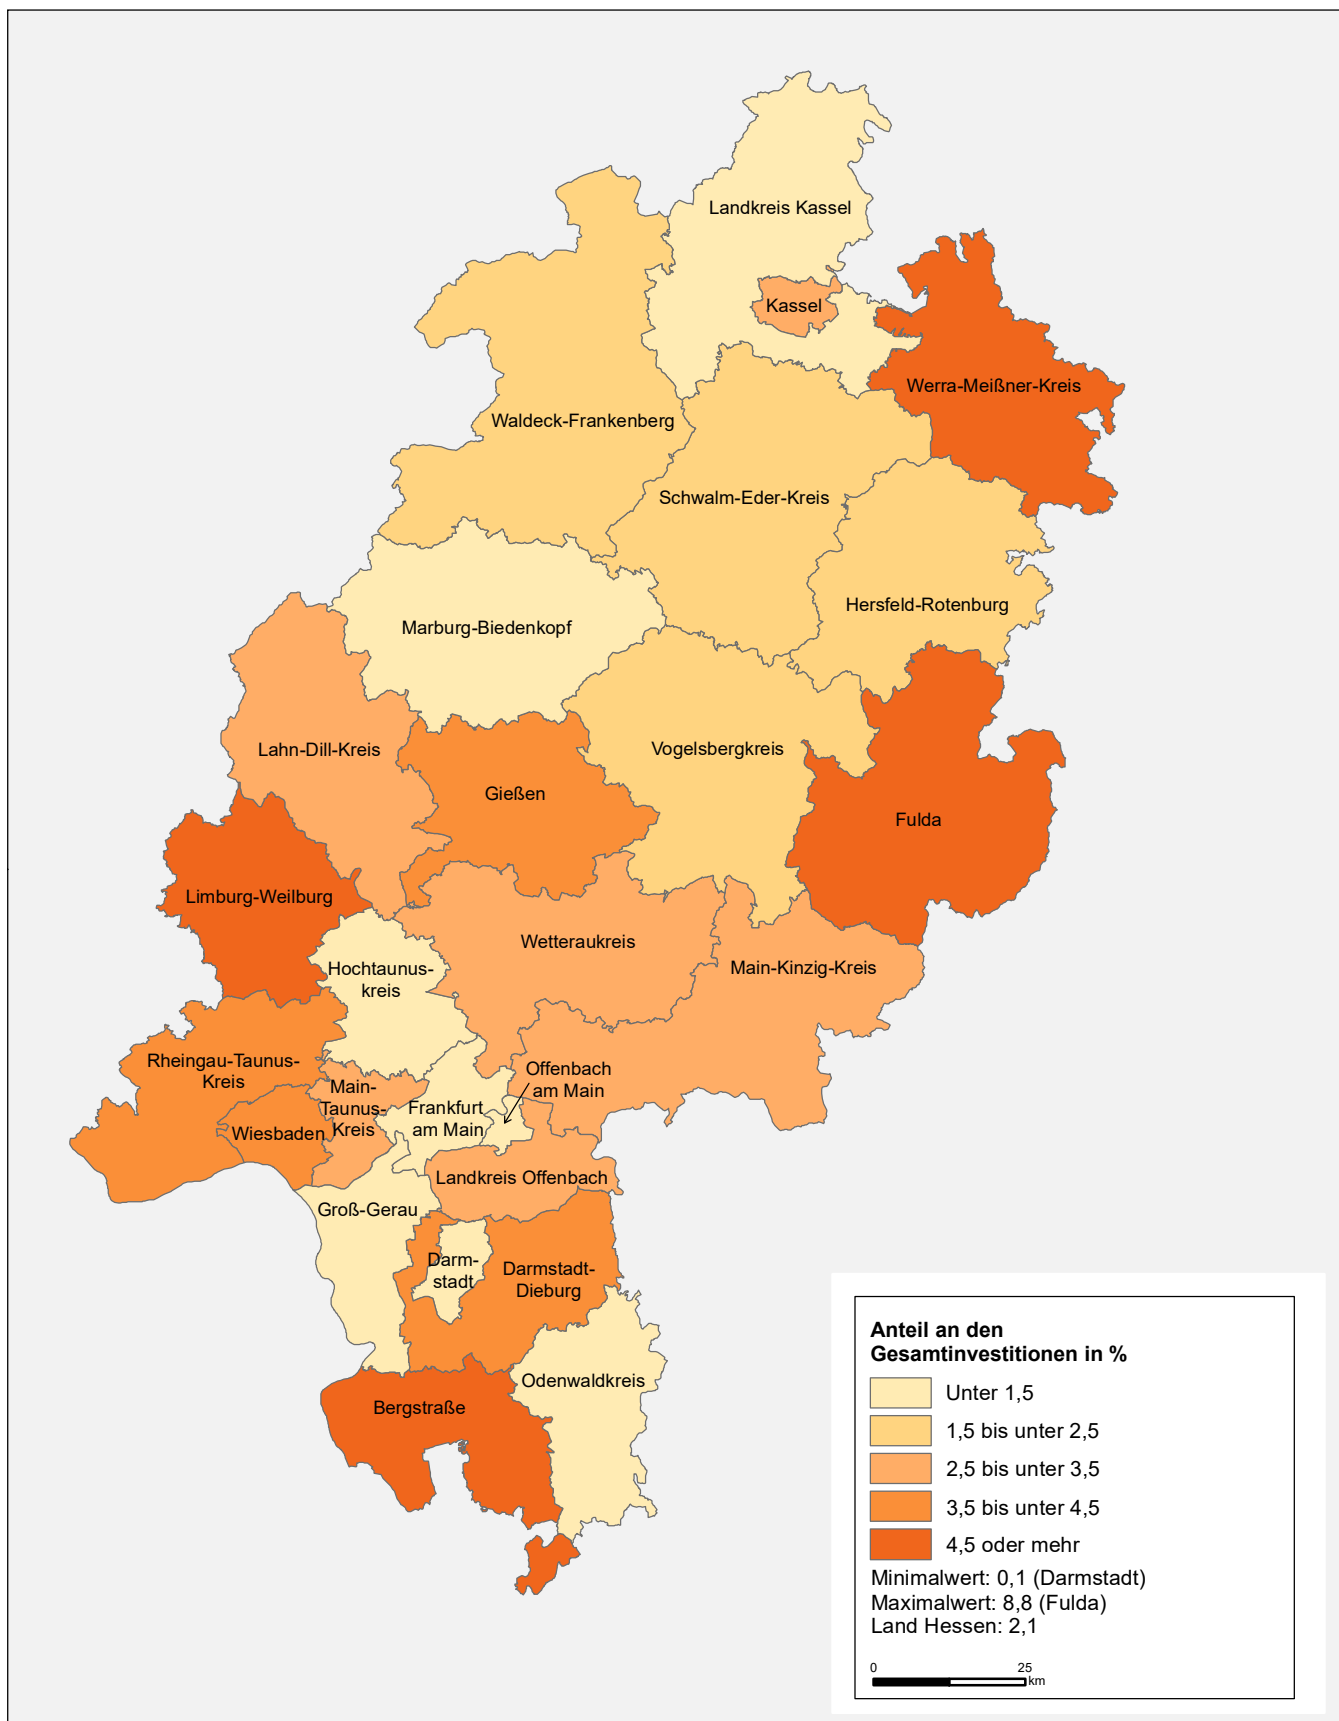 Landkreis Kassel
Kassel
Werra-Meißner-Kreis
Waldeck-Frankenberg
Schwalm-Eder-Kreis
Hersfeld-Rotenburg
Marburg-Biedenkopf
Lahn-Dill-Kreis
Vogelsbergkreis
Gießen
Fulda
Limburg-Weilburg
Wetteraukreis
Hochtaunus-
kreis
Main-Kinzig-Kreis
Rheingau-Taunus-
Kreis
Offenbach
am Main
Main-
Taunus-
Kreis
Frankfurt
am Main
Wiesbaden
Landkreis Offenbach
Groß-Gerau
Darm-
stadt
Darmstadt-
Dieburg
Odenwaldkreis
Bergstraße
Anteil an den
Gesamtinvestitionen in %
Unter 1,5
1,5 bis unter 2,5
2,5 bis unter 3,5
3,5 bis unter 4,5
4,5 oder mehr
Minimalwert: 0,1 (Darmstadt)
Maximalwert: 8,8 (Fulda)
Land Hessen: 2,1
0 25
km